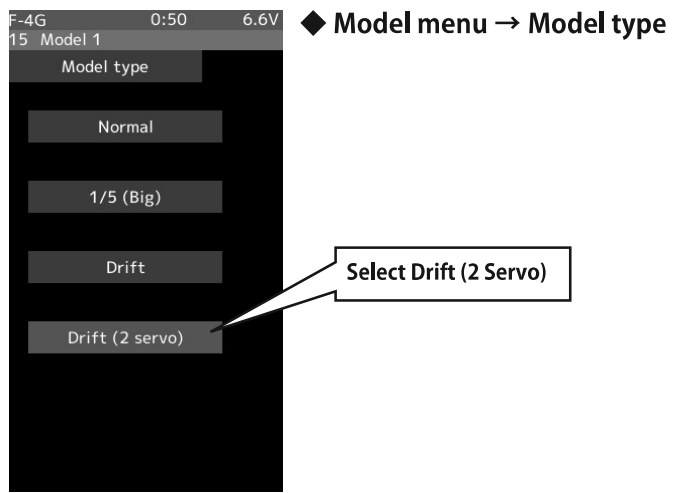 F-4G 0:50 6.6V
15 Model 1
Model type
Normal
1/5 (Big)
Drift
Drift (2 servo)
◆ Model menu → Model type
Select Drift (2 Servo)